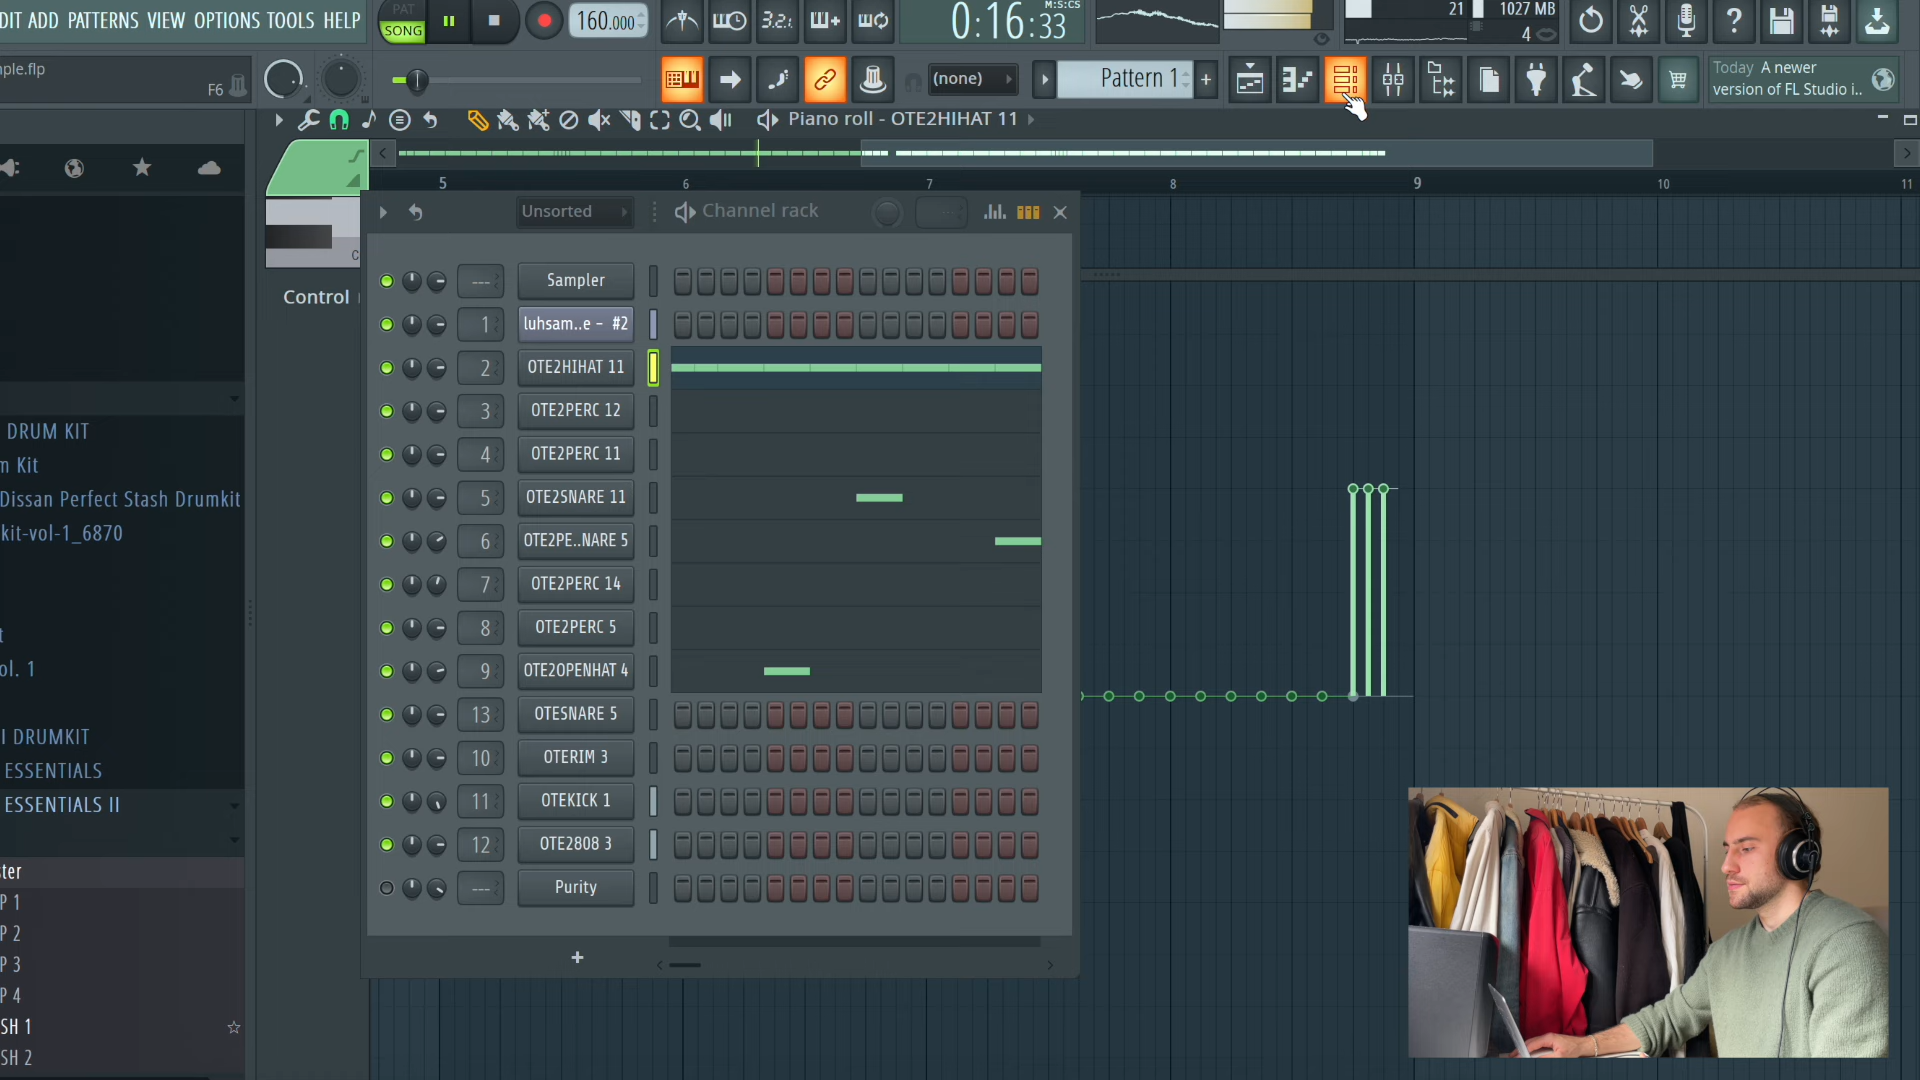 DIT ADD PATTERNS VIEW OPTIONS TOOLS HELP
PAT
SONG
160.000
3.2.
0:16:33
M:S:CS
21
1027 MB
4
nple.flp
F6
(none)
Pattern 1
+
Today A newer
version of FL Studio i..
Piano roll - OTE2HIHAT 11
5 6 7 8 9 10 11
C
Control
Unsorted
Channel rack
--- Sampler
1 luhsam..e - #2
2 OTE2HIHAT 11
3 OTE2PERC 12
4 OTE2PERC 11
5 OTE2SNARE 11
6 OTE2PE..NARE 5
7 OTE2PERC 14
8 OTE2PERC 5
9 OTE2OPENHAT 4
13 OTESNARE 5
10 OTERIM 3
11 OTEKICK 1
12 OTE2808 3
--- Purity
+
DRUM KIT
m Kit
Dissan Perfect Stash Drumkit
kit-vol-1_6870
t
ol. 1
I DRUMKIT
ESSENTIALS
ESSENTIALS II
ster
P 1
P 2
P 3
P 4
SH 1
SH 2